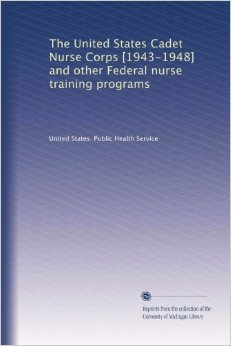 The United States Cadet
Nurse Corps [1943-1948]
and other Federal nurse
training programs
United States. Public Health Service
Reprints from the collection of the
University of Michigan Library